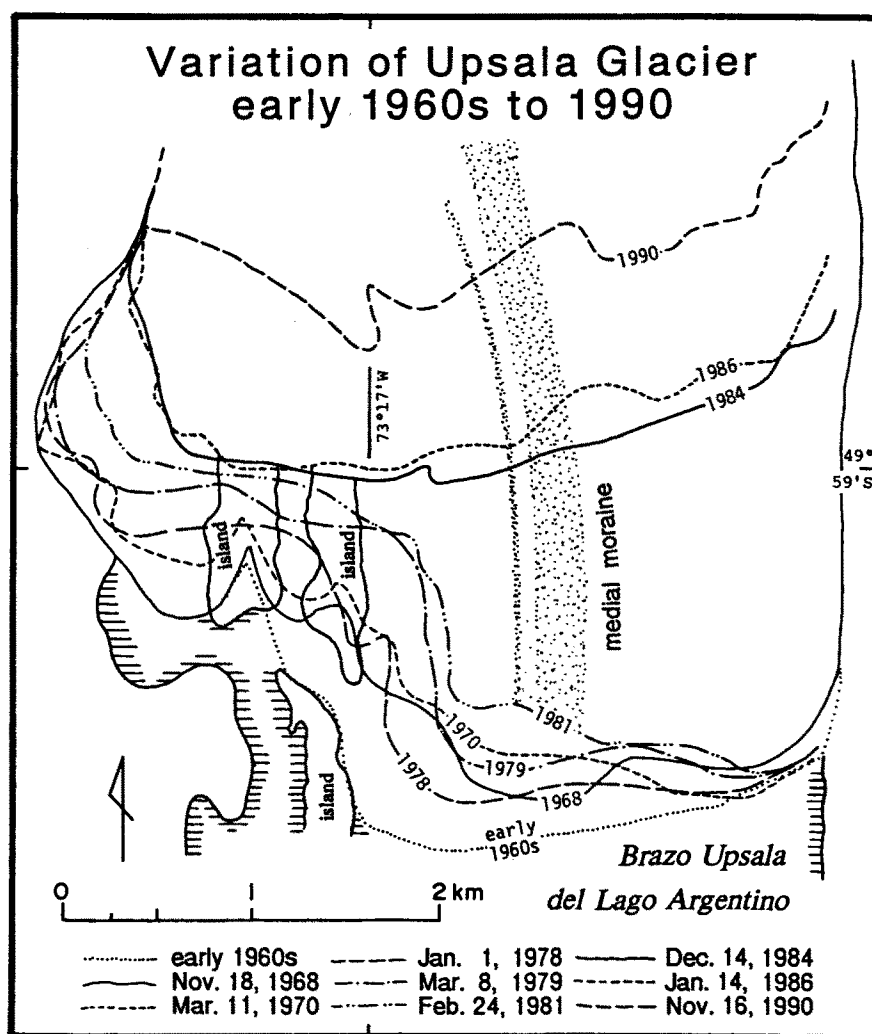 Variation of Upsala Glacier
early 1960s to 1990
1990
1986
1984
73°17'W
49°
59'S
island
island
medial moraine
1981
1970
1979
1978
1968
island
early
1960s
Brazo Upsala
del Lago Argentino
0 1 2 km
early 1960s Jan. 1, 1978 Dec. 14, 1984
Nov. 18, 1968 Mar. 8, 1979 Jan. 14, 1986
Mar. 11, 1970 Feb. 24, 1981 Nov. 16, 1990